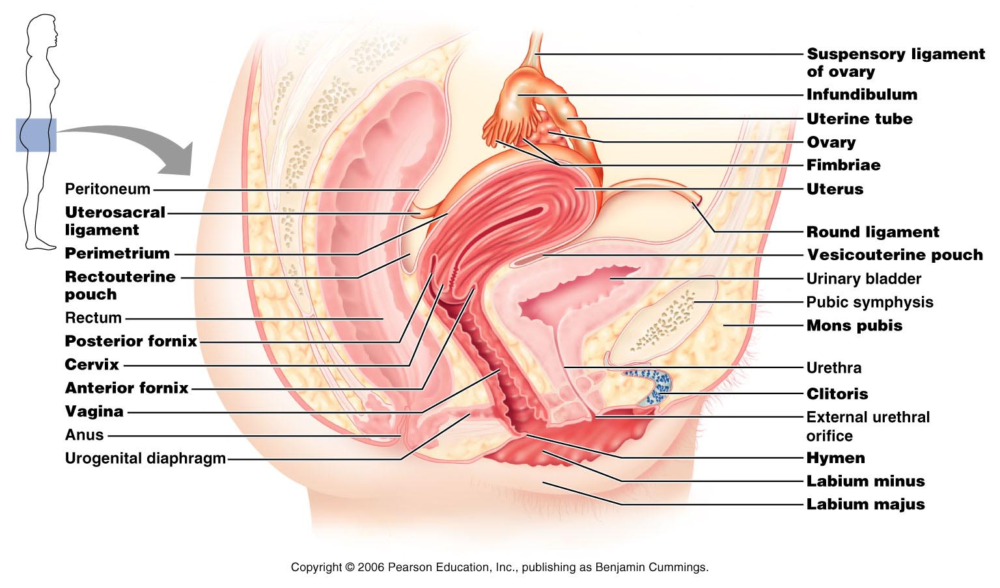 Suspensory ligament
of ovary
Infundibulum
Uterine tube
Ovary
Fimbriae
Uterus
Round ligament
Vesicouterine pouch
Urinary bladder
Pubic symphysis
Mons pubis
Urethra
Clitoris
External urethral
orifice
Hymen
Labium minus
Labium majus
Peritoneum
Uterosacral
ligament
Perimetrium
Rectouterine
pouch
Rectum
Posterior fornix
Cervix
Anterior fornix
Vagina
Anus
Urogenital diaphragm
Copyright © 2006 Pearson Education, Inc., publishing as Benjamin Cummings.